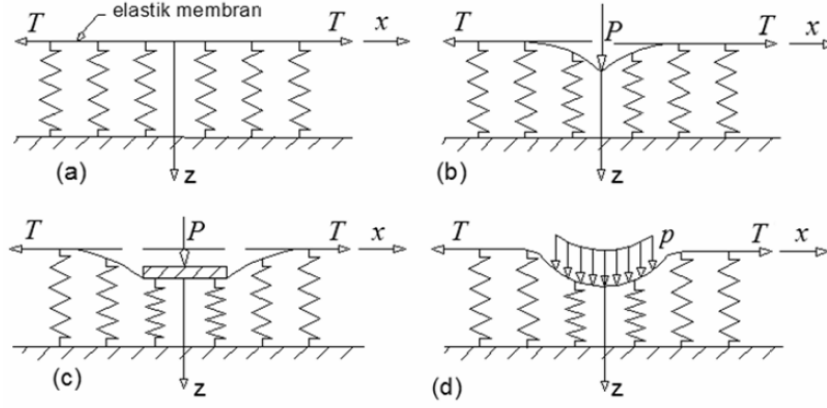 elastik membran
T T x
(a)
z
T P T x
(b)
z
T P T x
(c)
z
T p T x
(d)
z